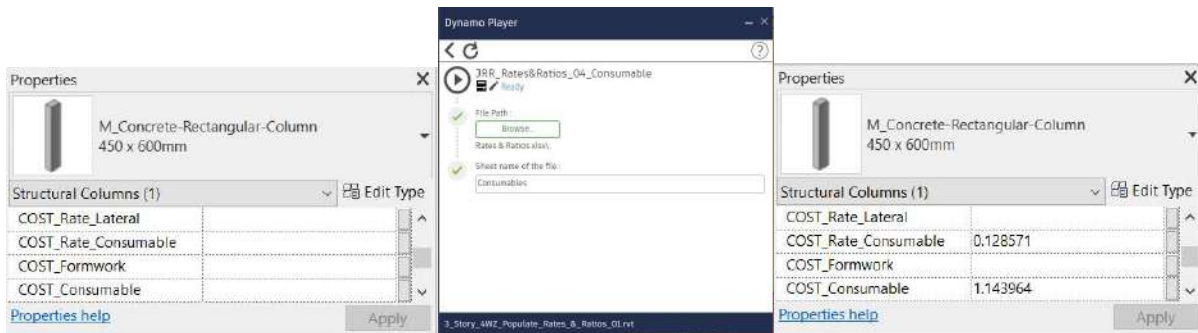 Properties
X
M_Concrete-Rectangular-Column
450 x 600mm
Structural Columns (1)
Edit Type
COST_Rate_Lateral
COST_Rate_Consumable
COST_Formwork
COST_Consumable
Properties help
Apply
Dynamo Player
JRR_Rates&Ratios_04_Consumable
Ready
File Path :
Browse...
Rates & Ratios.xlsx\
Sheet name of the file :
Consumables
3_Story_4WZ_Populate_Rates_&_Ratios_01.rvt
Properties
X
M_Concrete-Rectangular-Column
450 x 600mm
Structural Columns (1)
Edit Type
COST_Rate_Lateral
COST_Rate_Consumable 0.128571
COST_Formwork
COST_Consumable 1.143964
Properties help
Apply